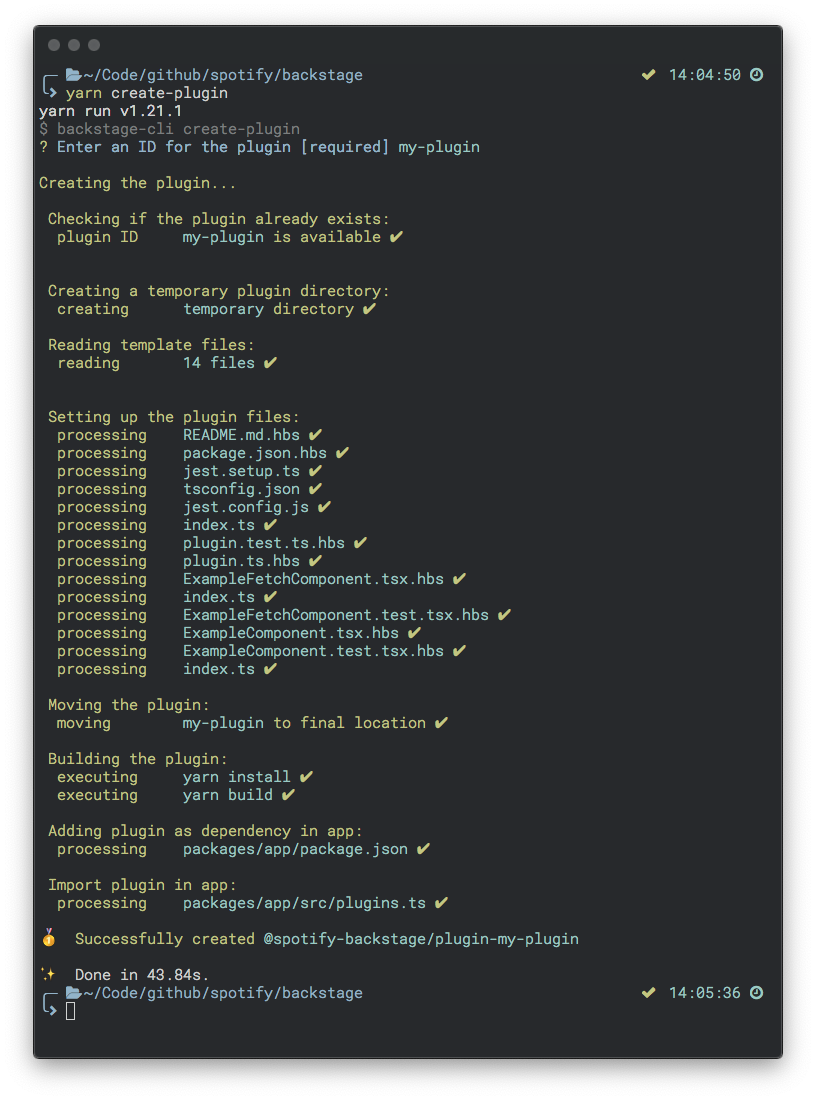 ~/Code/github/spotify/backstage ✔ 14:04:50
yarn create-plugin
yarn run v1.21.1
$ backstage-cli create-plugin
? Enter an ID for the plugin [required] my-plugin
Creating the plugin...
Checking if the plugin already exists:
plugin ID my-plugin is available ✔
Creating a temporary plugin directory:
creating temporary directory ✔
Reading template files:
reading 14 files ✔
Setting up the plugin files:
processing README.md.hbs ✔
processing package.json.hbs ✔
processing jest.setup.ts ✔
processing tsconfig.json ✔
processing jest.config.js ✔
processing index.ts ✔
processing plugin.test.ts.hbs ✔
processing plugin.ts.hbs ✔
processing ExampleFetchComponent.tsx.hbs ✔
processing index.ts ✔
processing ExampleFetchComponent.test.tsx.hbs ✔
processing ExampleComponent.tsx.hbs ✔
processing ExampleComponent.test.tsx.hbs ✔
processing index.ts ✔
Moving the plugin:
moving my-plugin to final location ✔
Building the plugin:
executing yarn install ✔
executing yarn build ✔
Adding plugin as dependency in app:
processing packages/app/package.json ✔
Import plugin in app:
processing packages/app/src/plugins.ts ✔
🥇 Successfully created @spotify-backstage/plugin-my-plugin
✨ Done in 43.84s.
~/Code/github/spotify/backstage ✔ 14:05:36